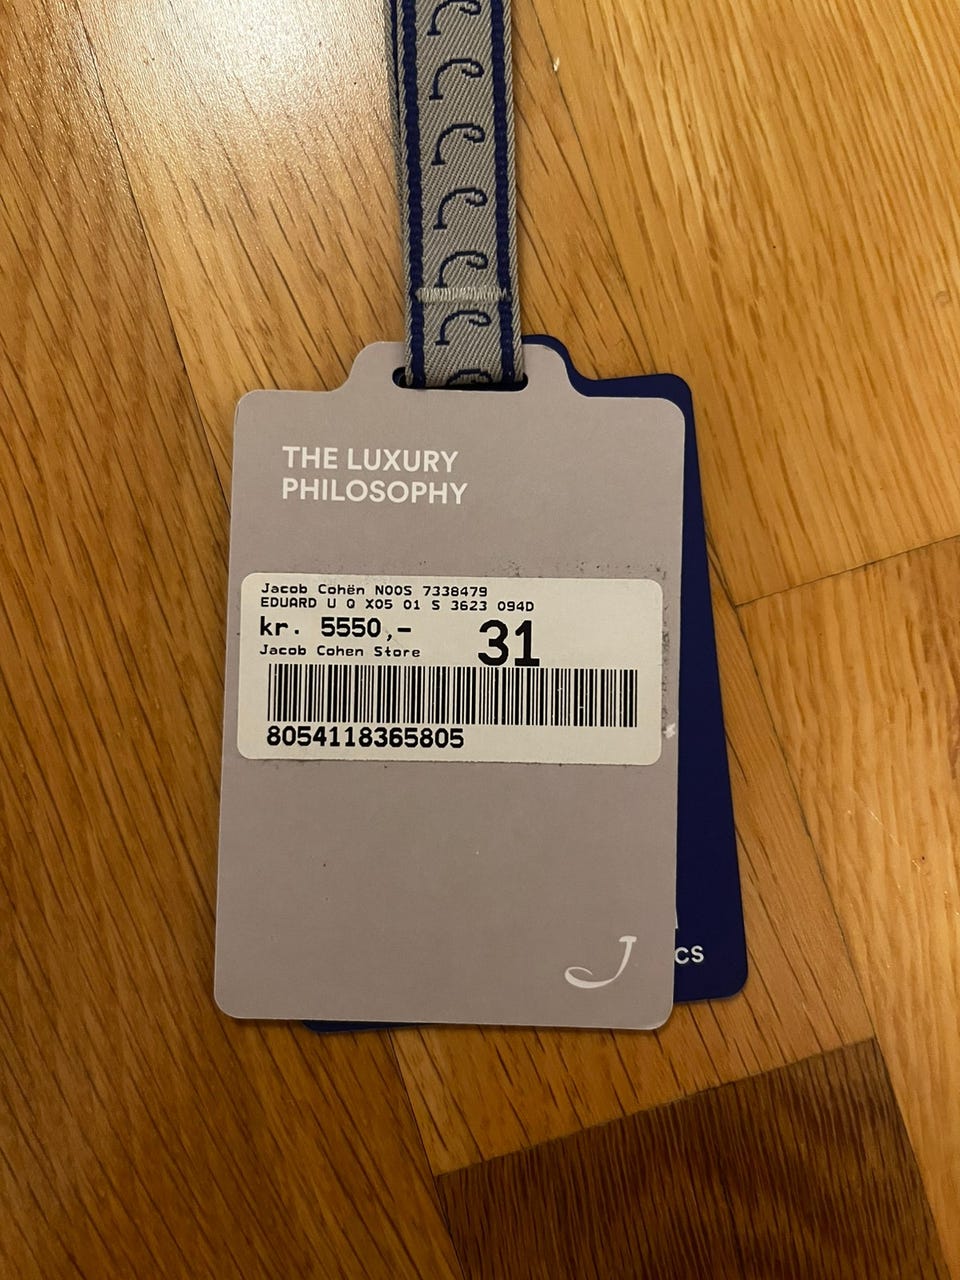 THE LUXURY
PHILOSOPHY
Jacob Cohën NOOS 7338479
EDUARD U Q X05 01 S 3623 094D
kr. 5550,-
31
Jacob Cohen Store
8054118365805
J
cs